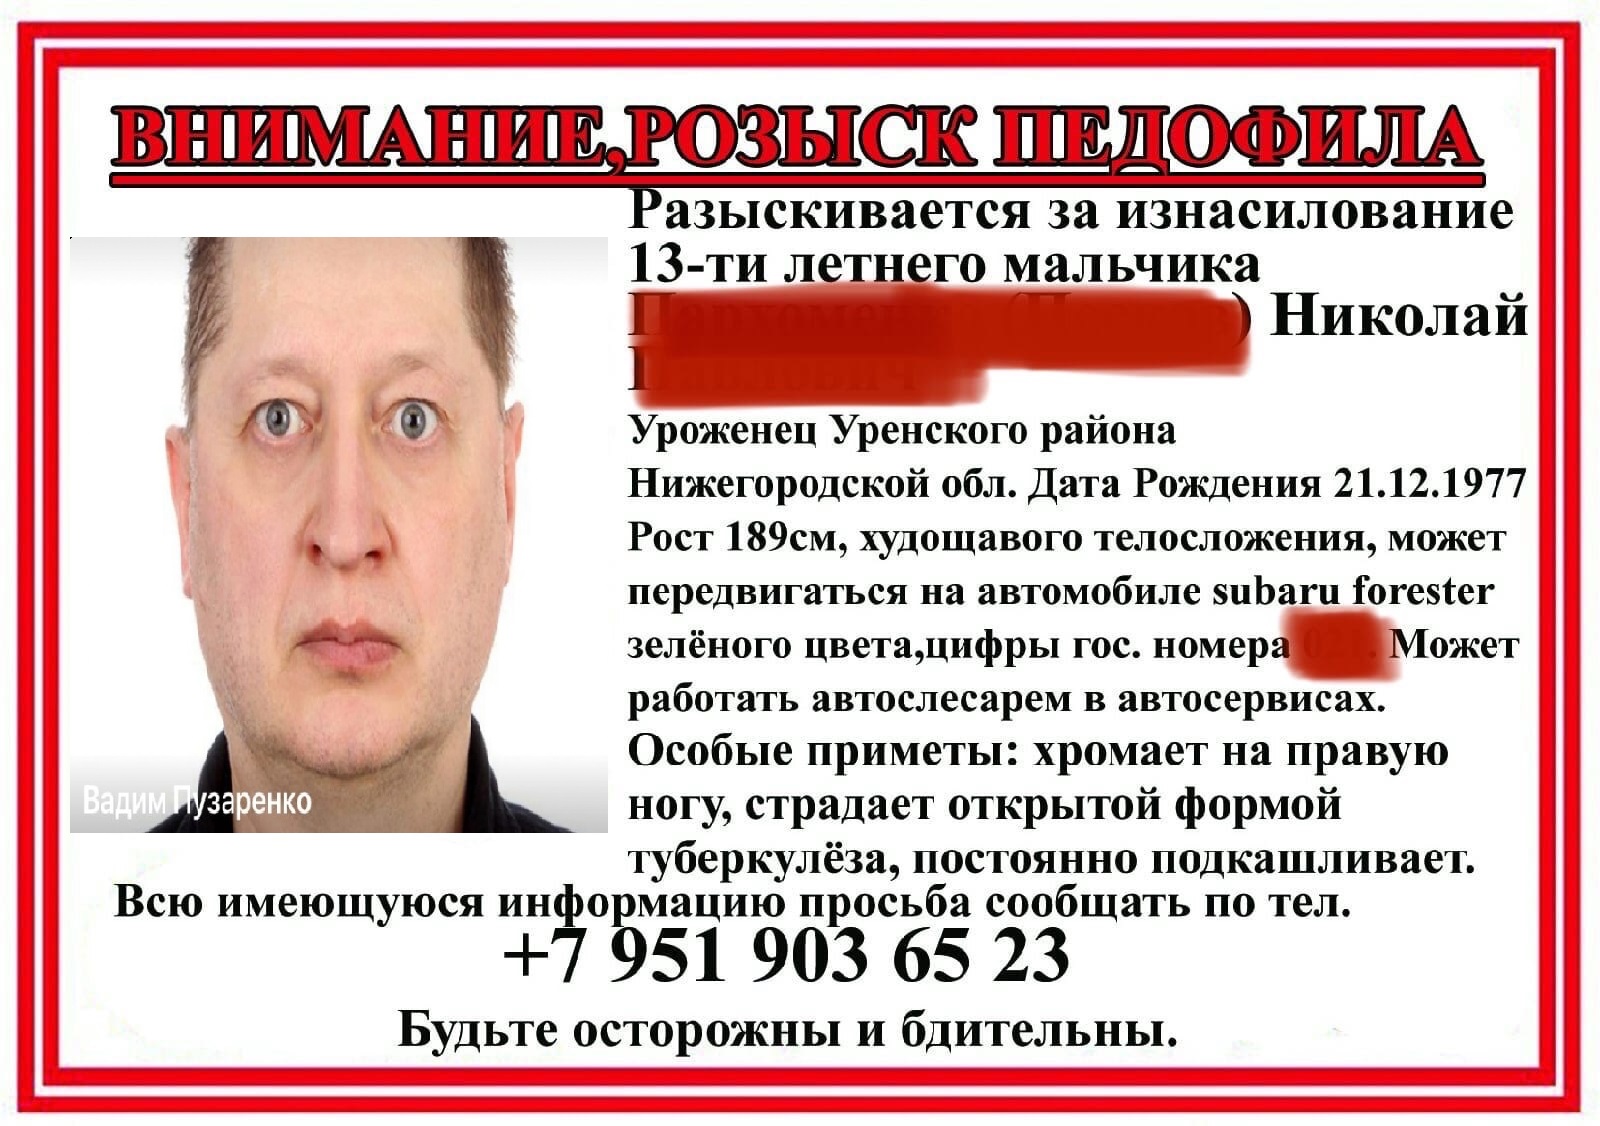 ВНИМАНИЕ,РОЗЫСК ПЕДОФИЛА
Разыскивается за изнасилование
13-ти летнего мальчика
Николай
Уроженец Уренского района
Нижегородской обл. Дата Рождения 21.12.1977
Рост 189см, худощавого телосложения, может
передвигаться на автомобиле subaru forester
зелёного цвета,цифры гос. номера Может
работать автослесарем в автосервисах.
Особые приметы: хромает на правую
ногу, страдает открытой формой
туберкулёза, постоянно подкашливает.
Вадим Пузаренко
Всю имеющуюся информацию просьба сообщать по тел.
+7 951 903 65 23
Будьте осторожны и бдительны.